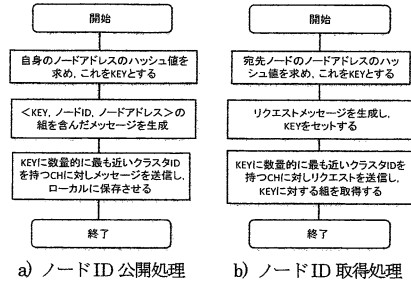 開始
自身のノードアドレスのハッシュ値を
求め, これをKEYとする
<KEY, ノードID, ノードアドレス>の
組を含んだメッセージを生成
KEYに数量的に最も近いクラスタID
を持つCHに対しメッセージを送信し,
ローカルに保存させる
終了
a) ノードID 公開処理
開始
宛先ノードのノードアドレスのハッ
シュ値を求め, これをKEYとする
リクエストメッセージを生成し,
KEYをセットする
KEYに数量的に最も近いクラスタIDを
持つCHに対しリクエストを送信し,
KEYに対する組を取得する
終了
b) ノードID 取得処理